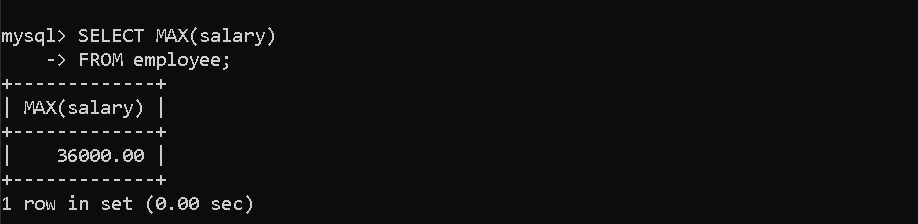 mysql> SELECT MAX(salary)
    -> FROM employee;
+-------------+
| MAX(salary) |
+-------------+
|    36000.00 |
+-------------+
1 row in set (0.00 sec)